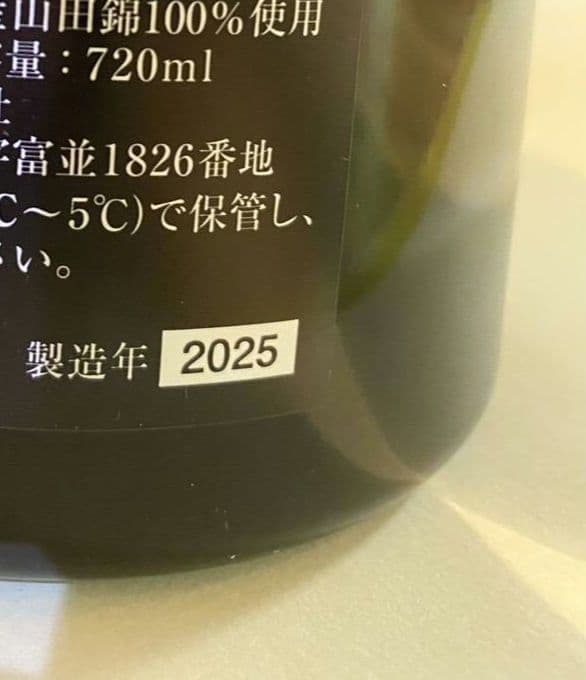 山田錦100%使用
量：720ml
富並1826番地
℃～5℃)で保管し、
い。
製造年 2025